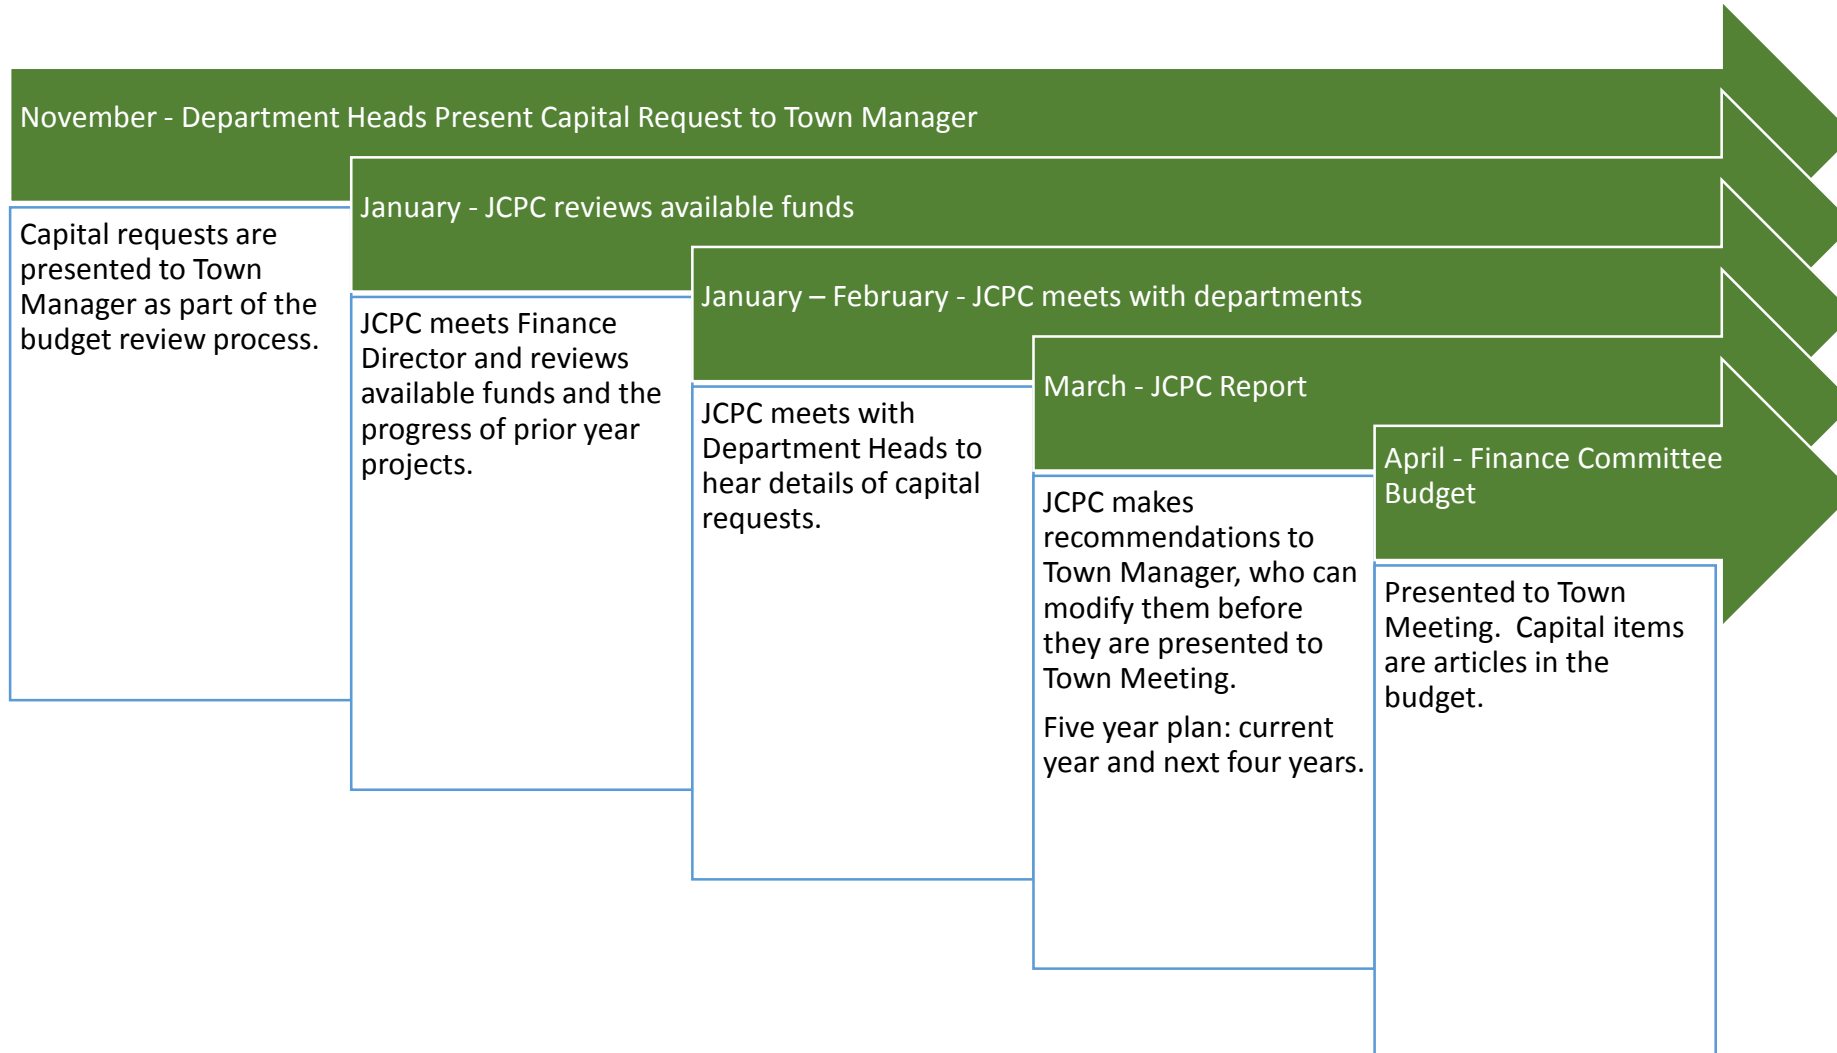 November - Department Heads Present Capital Request to Town Manager
Capital requests are
presented to Town
Manager as part of the
budget review process.
January - JCPC reviews available funds
JCPC meets Finance
Director and reviews
available funds and the
progress of prior year
projects.
January – February - JCPC meets with departments
JCPC meets with
Department Heads to
hear details of capital
requests.
March - JCPC Report
JCPC makes
recommendations to
Town Manager, who can
modify them before
they are presented to
Town Meeting.
Five year plan: current
year and next four years.
April - Finance Committee
Budget
Presented to Town
Meeting.  Capital items
are articles in the
budget.